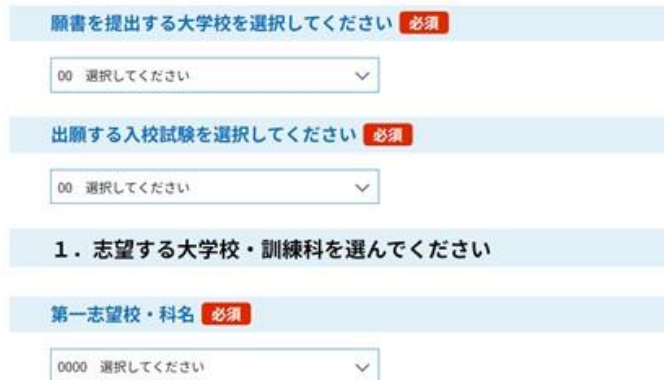 願書を提出する大学校を選択してください 必須
00 選択してください
出願する入校試験を選択してください 必須
00 選択してください
1. 志望する大学校・訓練科を選んでください
第一志望校・科名 必須
0000 選択してください